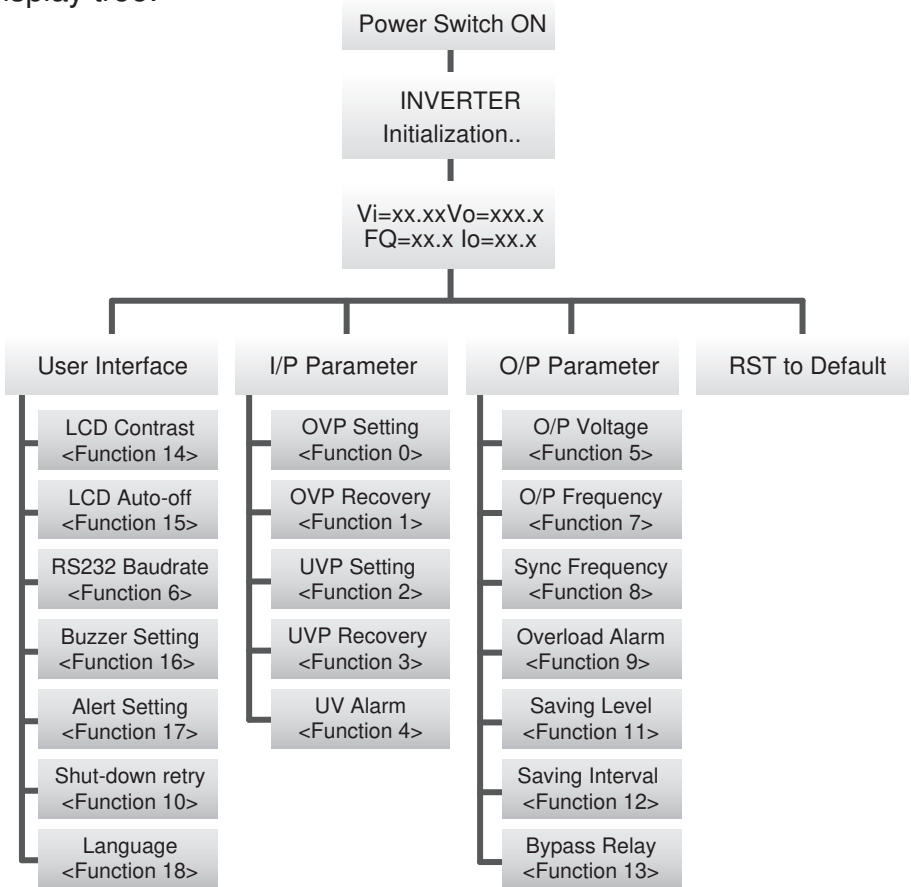 Power Switch ON
INVERTER
Initialization..
Vi=xx.xxVo=xxx.x
FQ=xx.x Io=xx.x
User Interface
LCD Contrast
<Function 14>
LCD Auto-off
<Function 15>
RS232 Baudrate
<Function 6>
Buzzer Setting
<Function 16>
Alert Setting
<Function 17>
Shut-down retry
<Function 10>
Language
<Function 18>
I/P Parameter
OVP Setting
<Function 0>
OVP Recovery
<Function 1>
UVP Setting
<Function 2>
UVP Recovery
<Function 3>
UV Alarm
<Function 4>
O/P Parameter
O/P Voltage
<Function 5>
O/P Frequency
<Function 7>
Sync Frequency
<Function 8>
Overload Alarm
<Function 9>
Saving Level
<Function 11>
Saving Interval
<Function 12>
Bypass Relay
<Function 13>
RST to Default